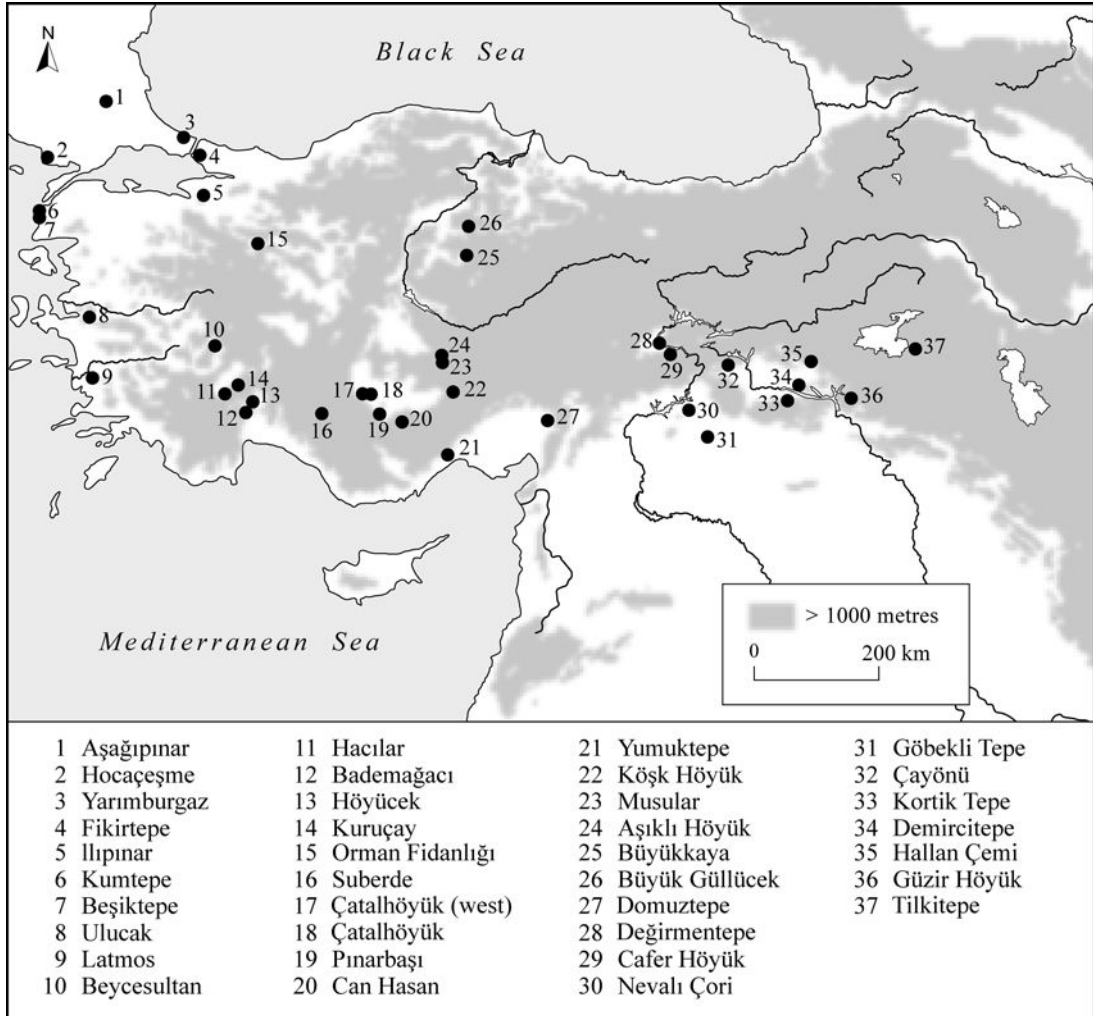 N
Black Sea
1
2
3
4
5
6
7
15
26
25
8
10
9
11
14
13
12
24
23
17
18
22
16
19
20
21
27
28
29
32
35
34
33
36
37
30
31
Mediterranean Sea
> 1000 metres
0 200 km
1 Aşağıpınar
2 Hocaçeşme
3 Yarımburgaz
4 Fikirtepe
5 Ilıpınar
6 Kumtepe
7 Beşiktepe
8 Ulucak
9 Latmos
10 Beycesultan
11 Hacılar
12 Bademağacı
13 Höyücek
14 Kuruçay
15 Orman Fidanlığı
16 Suberde
17 Çatalhöyük (west)
18 Çatalhöyük
19 Pınarbaşı
20 Can Hasan
21 Yumuktepe
22 Köşk Höyük
23 Musular
24 Aşıklı Höyük
25 Büyükkaya
26 Büyük Güllücek
27 Domuztepe
28 Değirmentepe
29 Cafer Höyük
30 Nevalı Çori
31 Göbekli Tepe
32 Çayönü
33 Kortik Tepe
34 Demircitepe
35 Hallan Çemi
36 Güzir Höyük
37 Tilkitepe